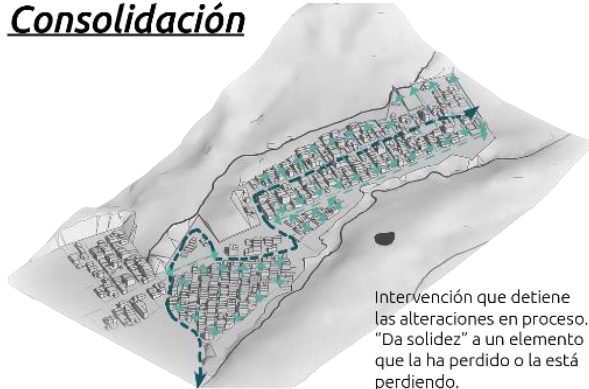 Consolidación
Intervención que detiene
las alteraciones en proceso.
“Da solidez” a un elemento
que la ha perdido o la está
perdiendo.